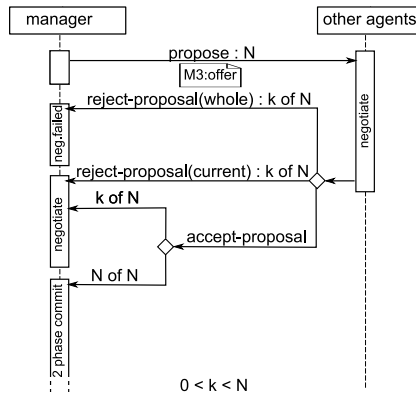 manager
other agents
propose : N
M3:offer
reject-proposal(whole) : k of N
neg.failed
negotiate
reject-proposal(current) : k of N
k of N
negotiate
accept-proposal
N of N
2 phase commit
0 < k < N